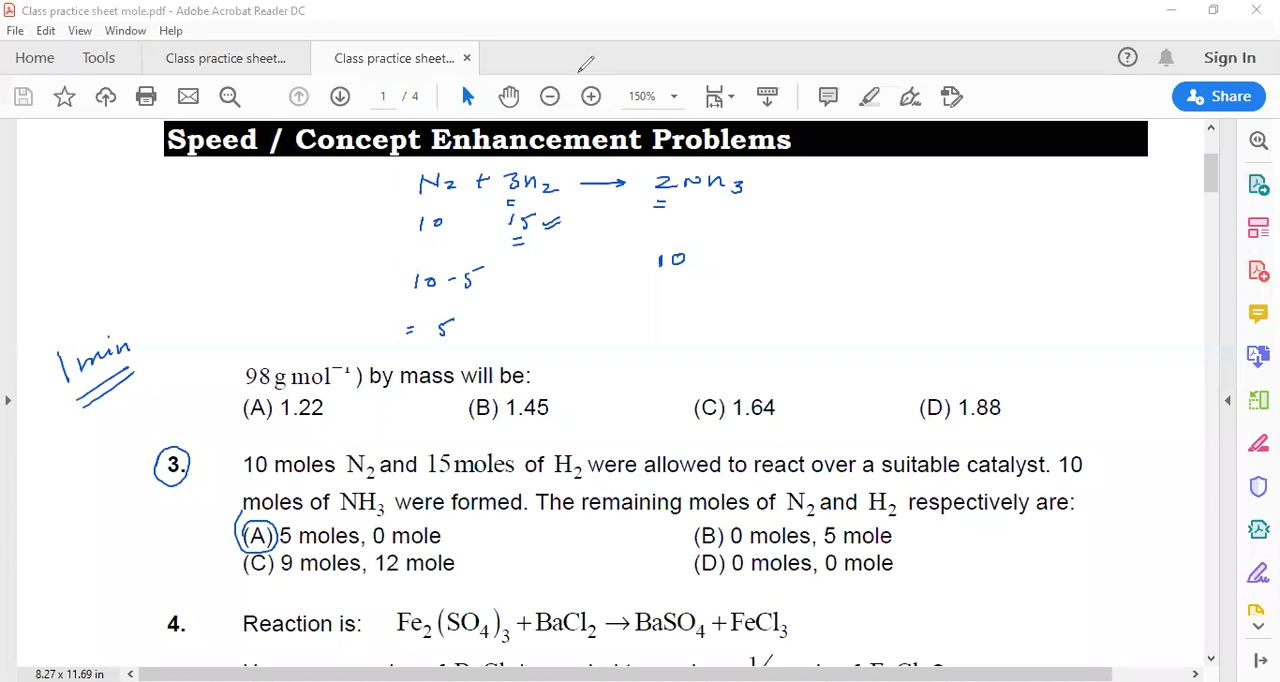 Class practice sheet mole.pdf - Adobe Acrobat Reader DC
File Edit View Window Help
Home Tools Class practice sheet... Class practice sheet... × Sign In
1 / 4 150% Share
Speed / Concept Enhancement Problems
N2 + 3H2 → 2NH3
10 15
10
10 - 5
= 5
1 min
98 g mol⁻¹ ) by mass will be:
(A) 1.22 (B) 1.45 (C) 1.64 (D) 1.88
3. 10 moles N₂ and 15 moles of H₂ were allowed to react over a suitable catalyst. 10
moles of NH₃ were formed. The remaining moles of N₂ and H₂ respectively are:
(A) 5 moles, 0 mole (B) 0 moles, 5 mole
(C) 9 moles, 12 mole (D) 0 moles, 0 mole
4. Reaction is: Fe₂(SO₄)₃ + BaCl₂ → BaSO₄ + FeCl₃
8.27 x 11.69 in